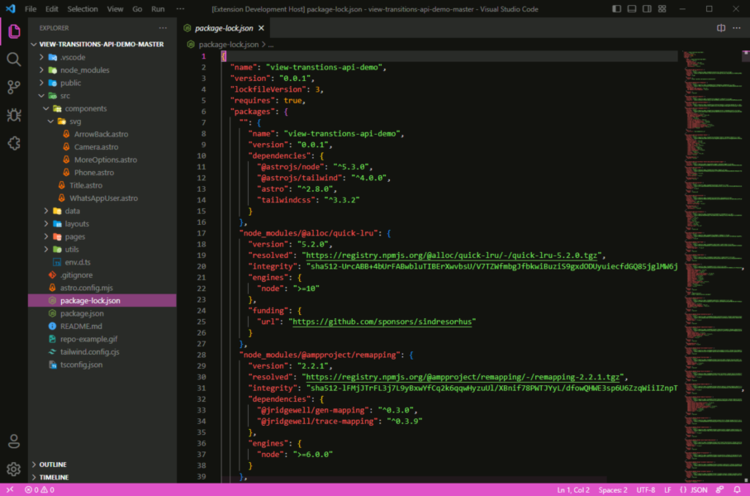 File Edit Selection View Go Run ...
[Extension Development Host] package-lock.json - view-transitions-api-demo-master - Visual Studio Code
EXPLORER ...
VIEW-TRANSITIONS-API-DEMO-MASTER
.vscode
node_modules
public
src
components
svg
ArrowBack.astro
Camera.astro
MoreOptions.astro
Phone.astro
Title.astro
WhatsAppUser.astro
data
layouts
pages
utils
env.d.ts
.gitignore
astro.config.mjs
package-lock.json
package.json
README.md
repo-example.gif
tailwind.config.cjs
tsconfig.json
OUTLINE
TIMELINE
package-lock.json
package-lock.json > ...
1 {
2 "name": "view-transtions-api-demo",
3 "version": "0.0.1",
4 "lockfileVersion": 3,
5 "requires": true,
6 "packages": {
7 "": {
8 "name": "view-transtions-api-demo",
9 "version": "0.0.1",
10 "dependencies": {
11 "@astrojs/node": "^5.3.0",
12 "@astrojs/tailwind": "^4.0.0",
13 "astro": "^2.8.0",
14 "tailwindcss": "^3.3.2"
15 }
16 },
17 "node_modules/@alloc/quick-lru": {
18 "version": "5.2.0",
19 "resolved": "https://registry.npmjs.org/@alloc/quick-lru/-/quick-lru-5.2.0.tgz",
20 "integrity":
21 "engines": {
22 "node": ">=10"
23 },
24 "funding": {
25 "url": "https://github.com/sponsors/sindresorhus"
26 }
27 },
28 "node_modules/@ampproject/remapping": {
29 "version": "2.2.1",
30 "resolved": "https://registry.npmjs.org/@ampproject/remapping/-/remapping-2.2.1.tgz",
31 "integrity":
32 "dependencies": {
33 "@jridgewell/gen-mapping": "^0.3.0",
34 "@jridgewell/trace-mapping": "^0.3.9"
35 },
36 "engines": {
37 "node": ">=6.0.0"
38 }
39 },
0 0
Ln 1, Col 2 Spaces: 2 UTF-8 LF {} JSON